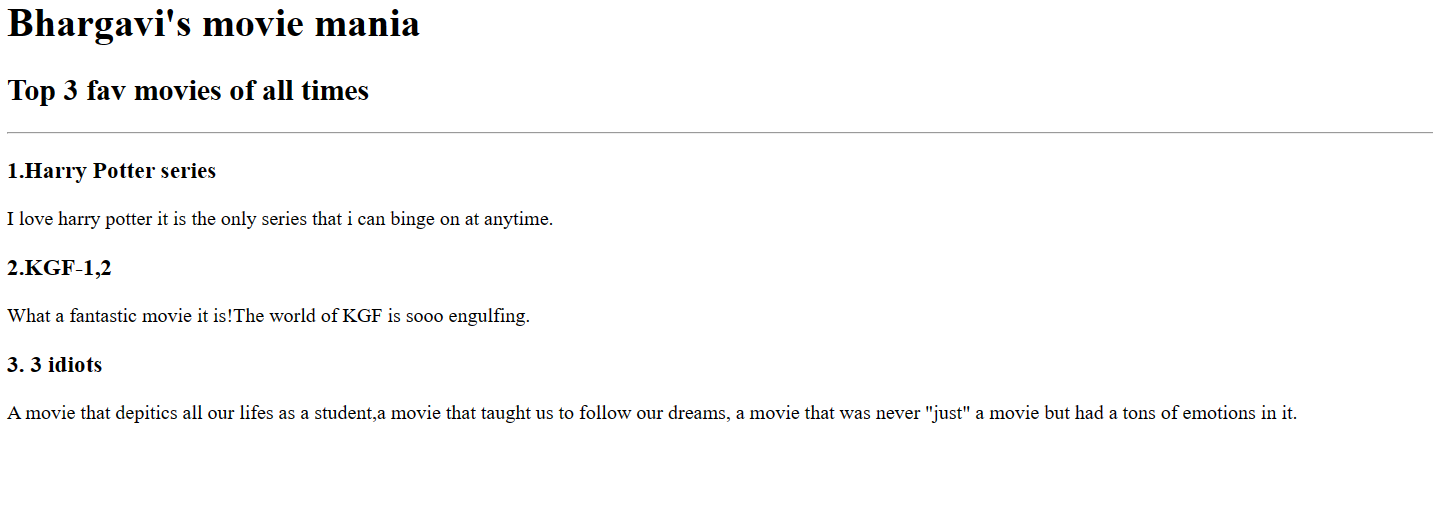 Bhargavi's movie mania
Top 3 fav movies of all times
1.Harry Potter series
I love harry potter it is the only series that i can binge on at anytime.
2.KGF-1,2
What a fantastic movie it is!The world of KGF is sooo engulfing.
3. 3 idiots
A movie that depitics all our lifes as a student,a movie that taught us to follow our dreams, a movie that was never "just" a movie but had a tons of emotions in it.